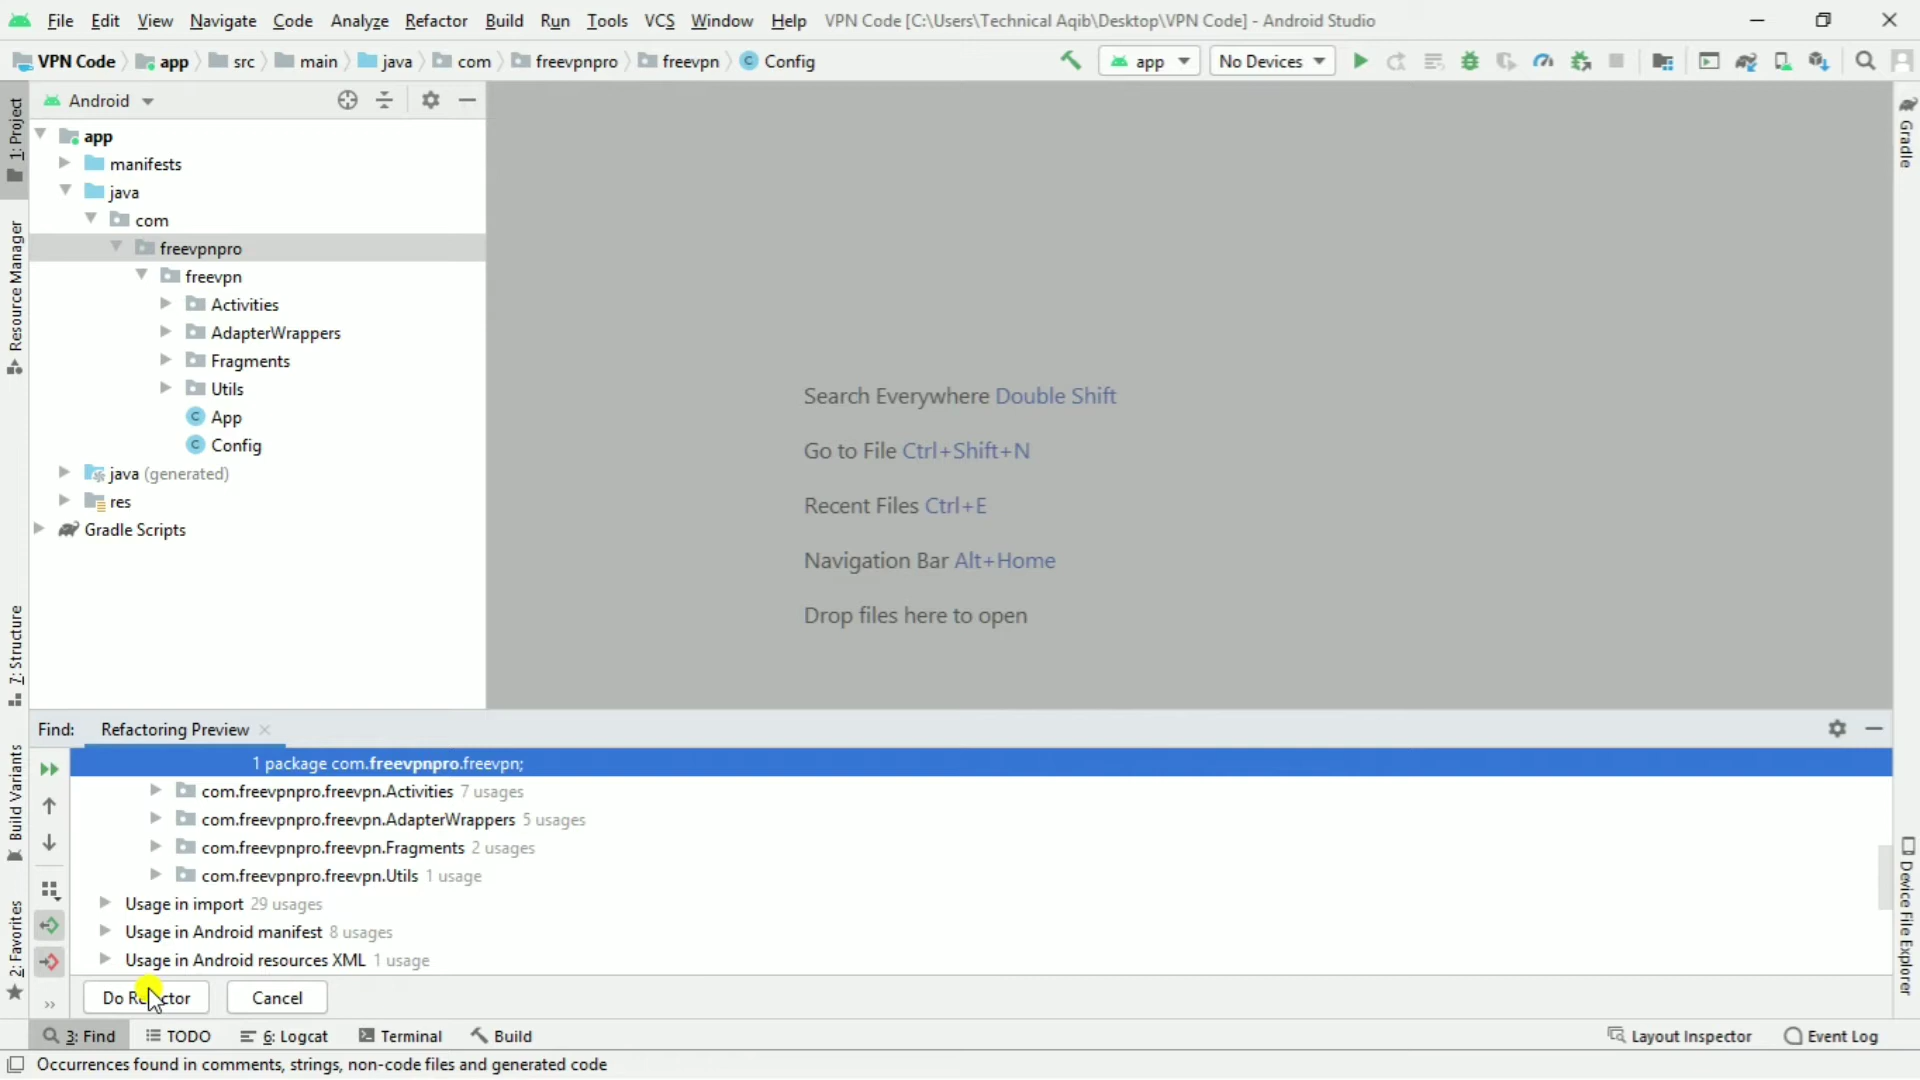 File Edit View Navigate Code Analyze Refactor Build Run Tools VCS Window Help VPN Code [C:\Users\Technical Aqib\Desktop\VPN Code] - Android Studio
VPN Code app src main java com freevpnpro freevpn Config app No Devices
Android
app
manifests
java
com
freevpnpro
freevpn
Activities
AdapterWrappers
Fragments
Utils
App
Config
java (generated)
res
Gradle Scripts
1: Project
Resource Manager
7: Structure
Build Variants
2: Favorites
Search Everywhere Double Shift
Go to File Ctrl+Shift+N
Recent Files Ctrl+E
Navigation Bar Alt+Home
Drop files here to open
Gradle
Device File Explorer
Find: Refactoring Preview
1 package com.freevpnpro.freevpn;
com.freevpnpro.freevpn.Activities 7 usages
com.freevpnpro.freevpn.AdapterWrappers 5 usages
com.freevpnpro.freevpn.Fragments 2 usages
com.freevpnpro.freevpn.Utils 1 usage
Usage in import 29 usages
Usage in Android manifest 8 usages
Usage in Android resources XML 1 usage
Do Refactor Cancel
3: Find TODO 6: Logcat Terminal Build Layout Inspector Event Log
Occurrences found in comments, strings, non-code files and generated code